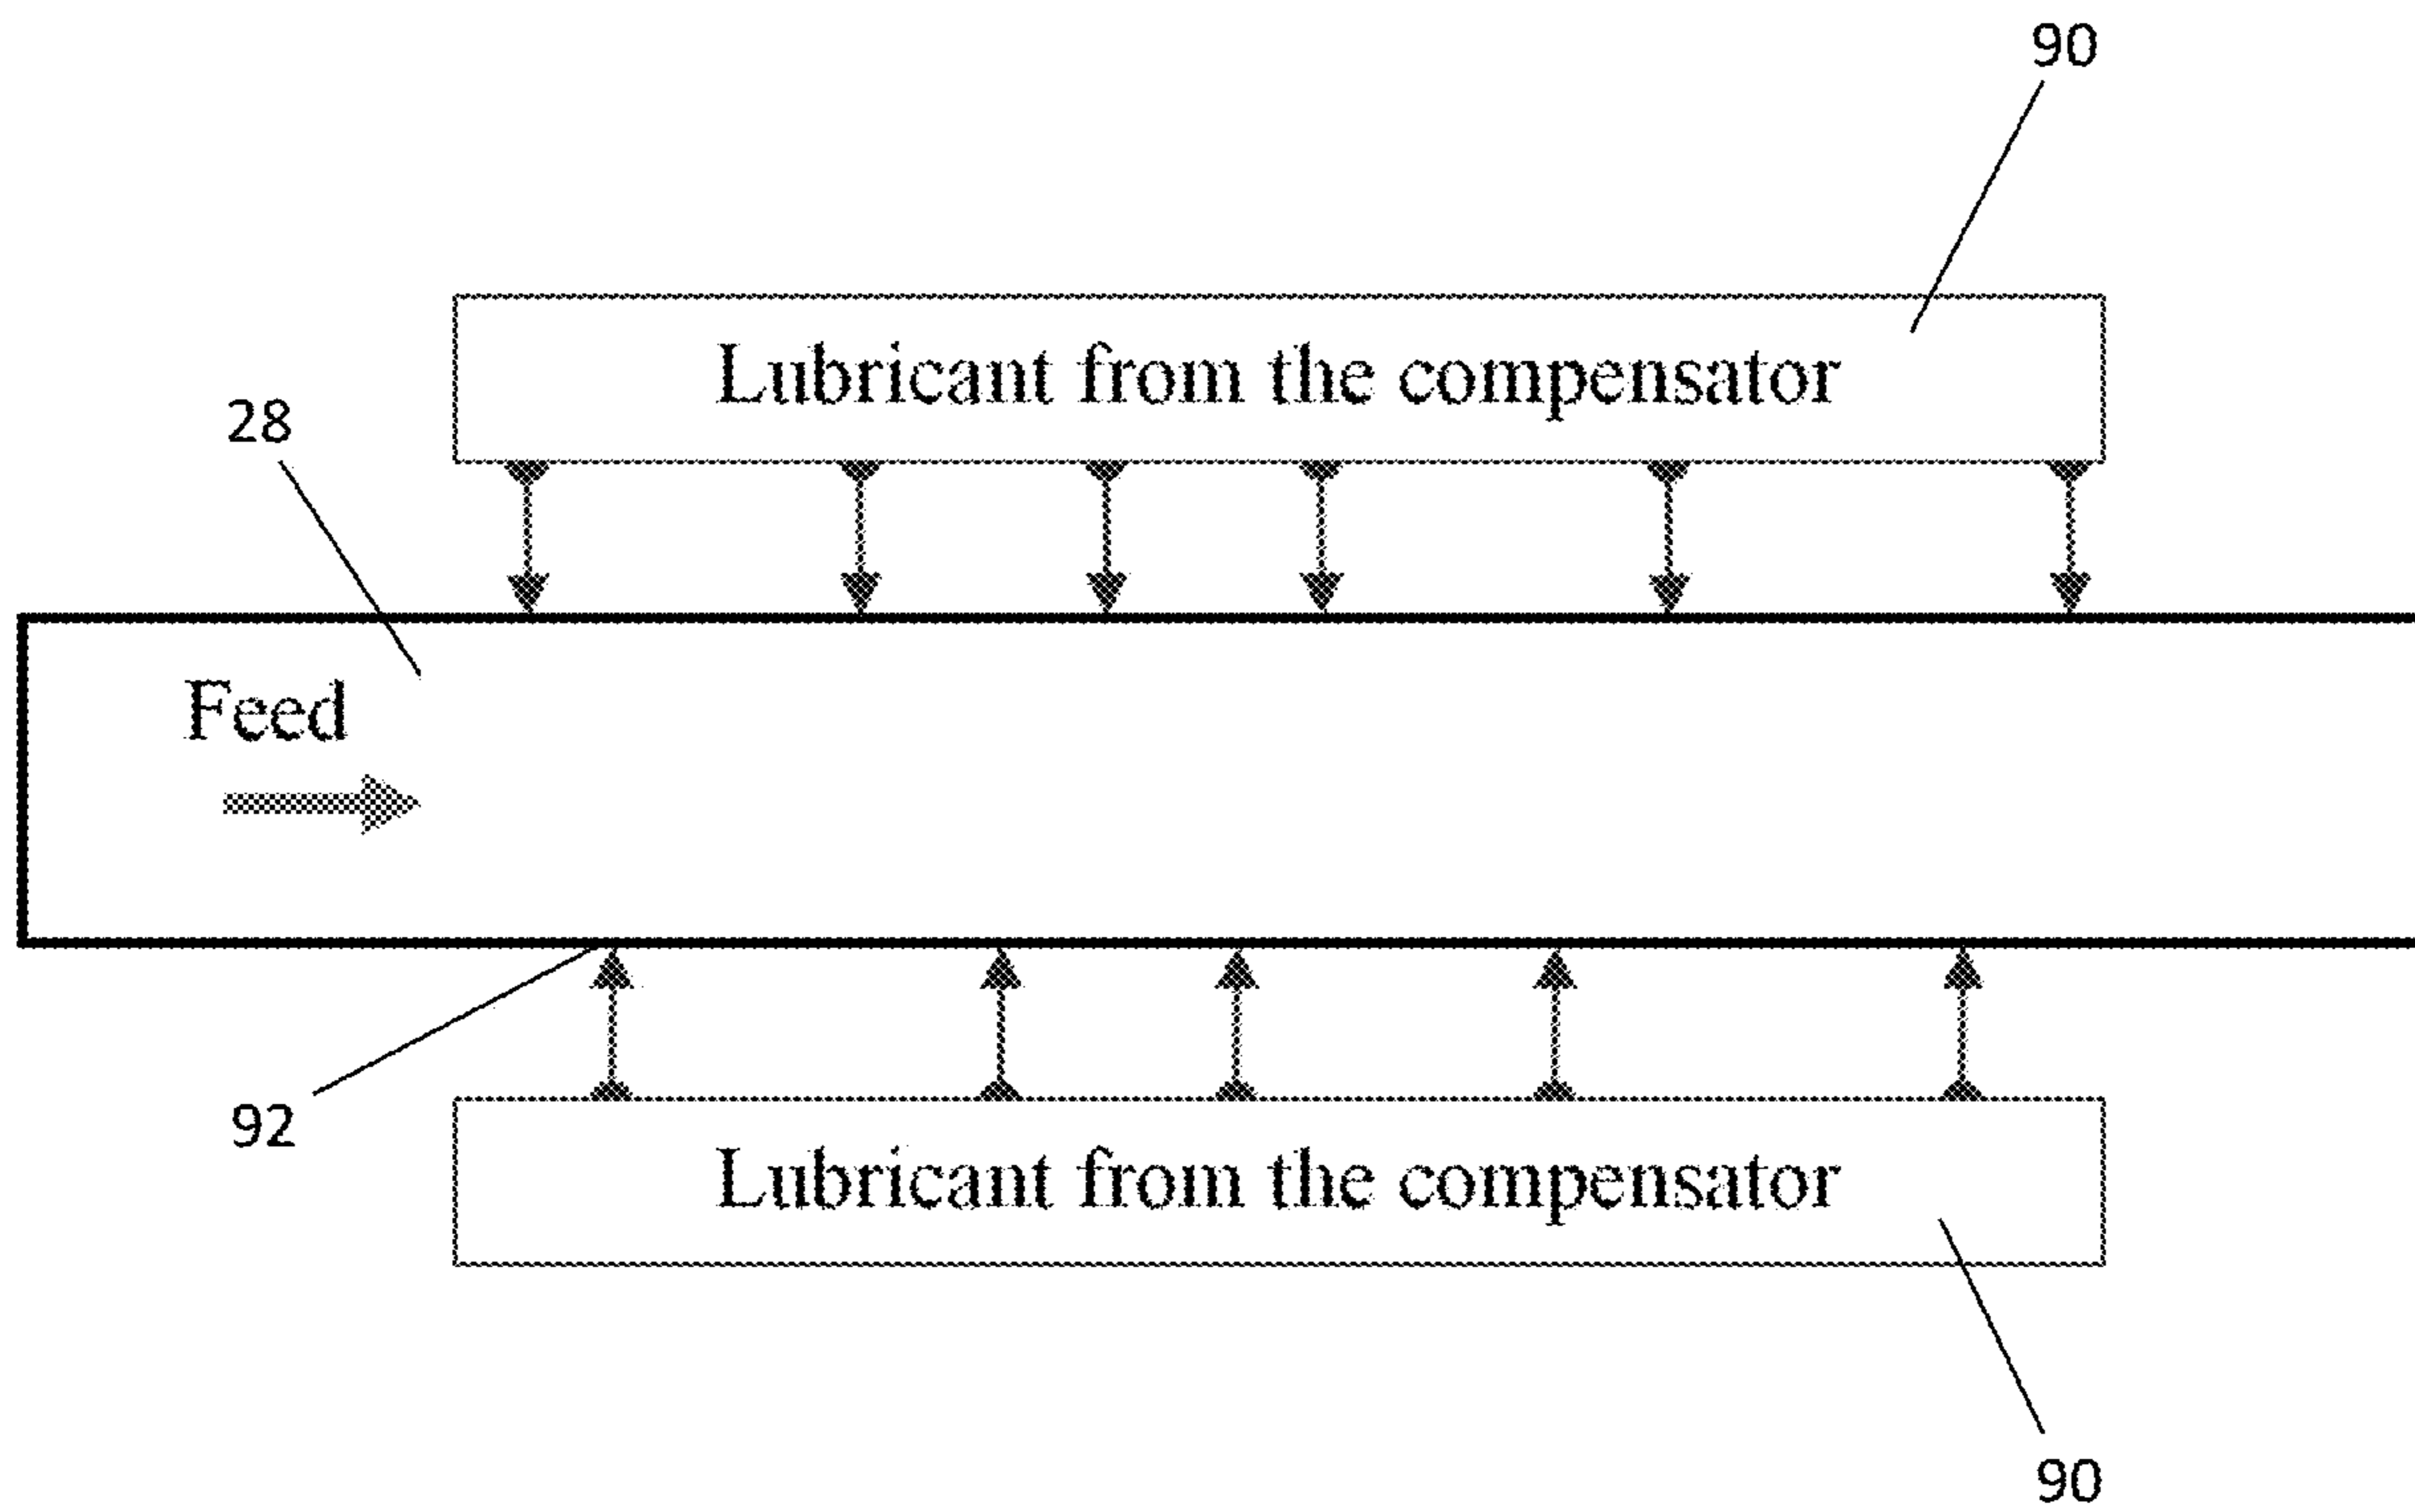 90
Lubricant from the compensator
28
Feed
92
Lubricant from the compensator
90